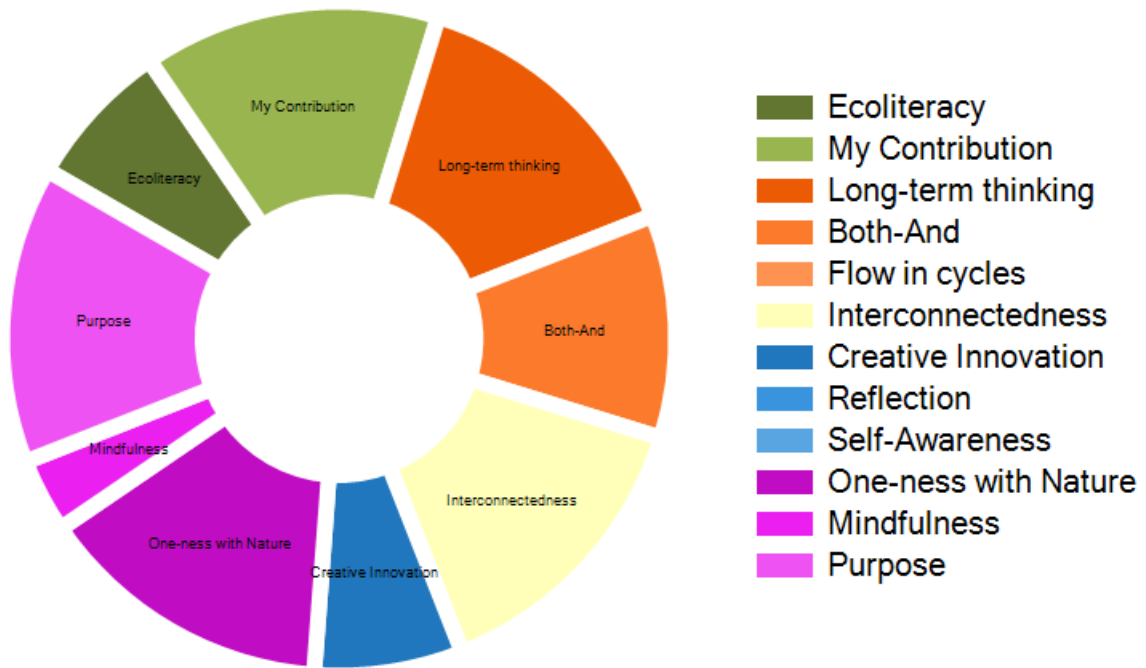 My Contribution
Long-term thinking
Ecoliteracy
Purpose
Both-And
Mindfulness
Interconnectedness
One-ness with Nature
Creative Innovation
Ecoliteracy
My Contribution
Long-term thinking
Both-And
Flow in cycles
Interconnectedness
Creative Innovation
Reflection
Self-Awareness
One-ness with Nature
Mindfulness
Purpose